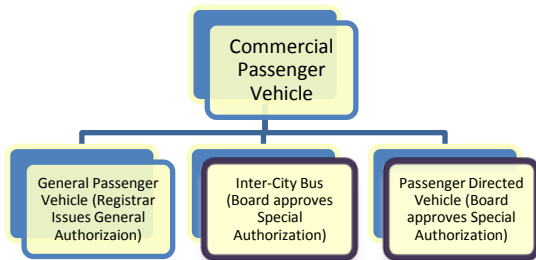 Commercial
Passenger
Vehicle
General Passenger
Vehicle (Registrar
Issues General
Authorizaion)
Inter-City Bus
(Board approves
Special
Authorization)
Passenger Directed
Vehicle (Board
approves Special
Authorization)